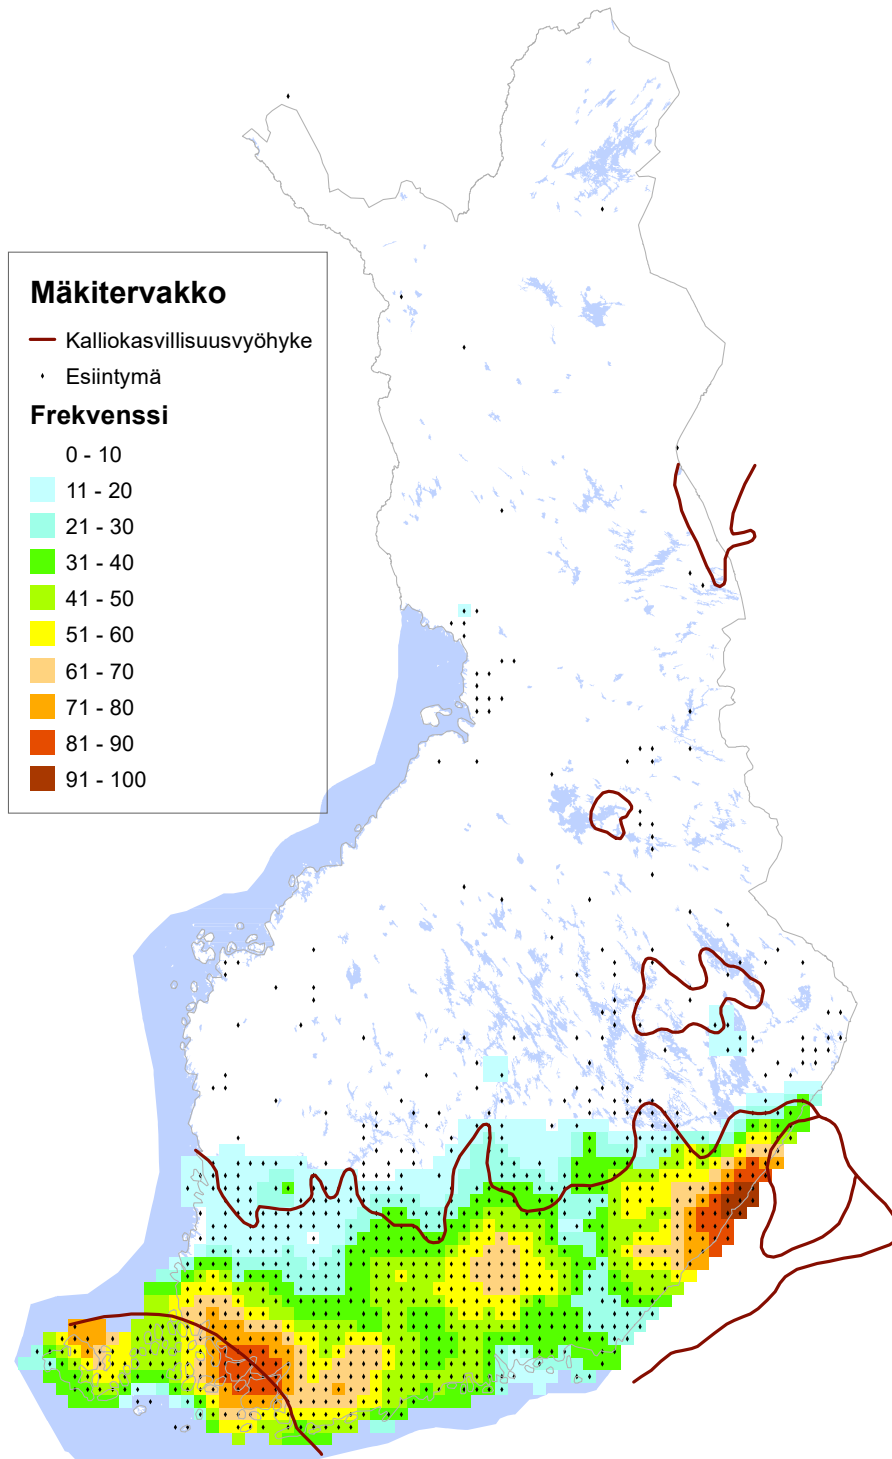 Mäkitervakko
Kalliokasvillisuusvyöhyke
Esiintymä
Frekvenssi
0 - 10
11 - 20
21 - 30
31 - 40
41 - 50
51 - 60
61 - 70
71 - 80
81 - 90
91 - 100